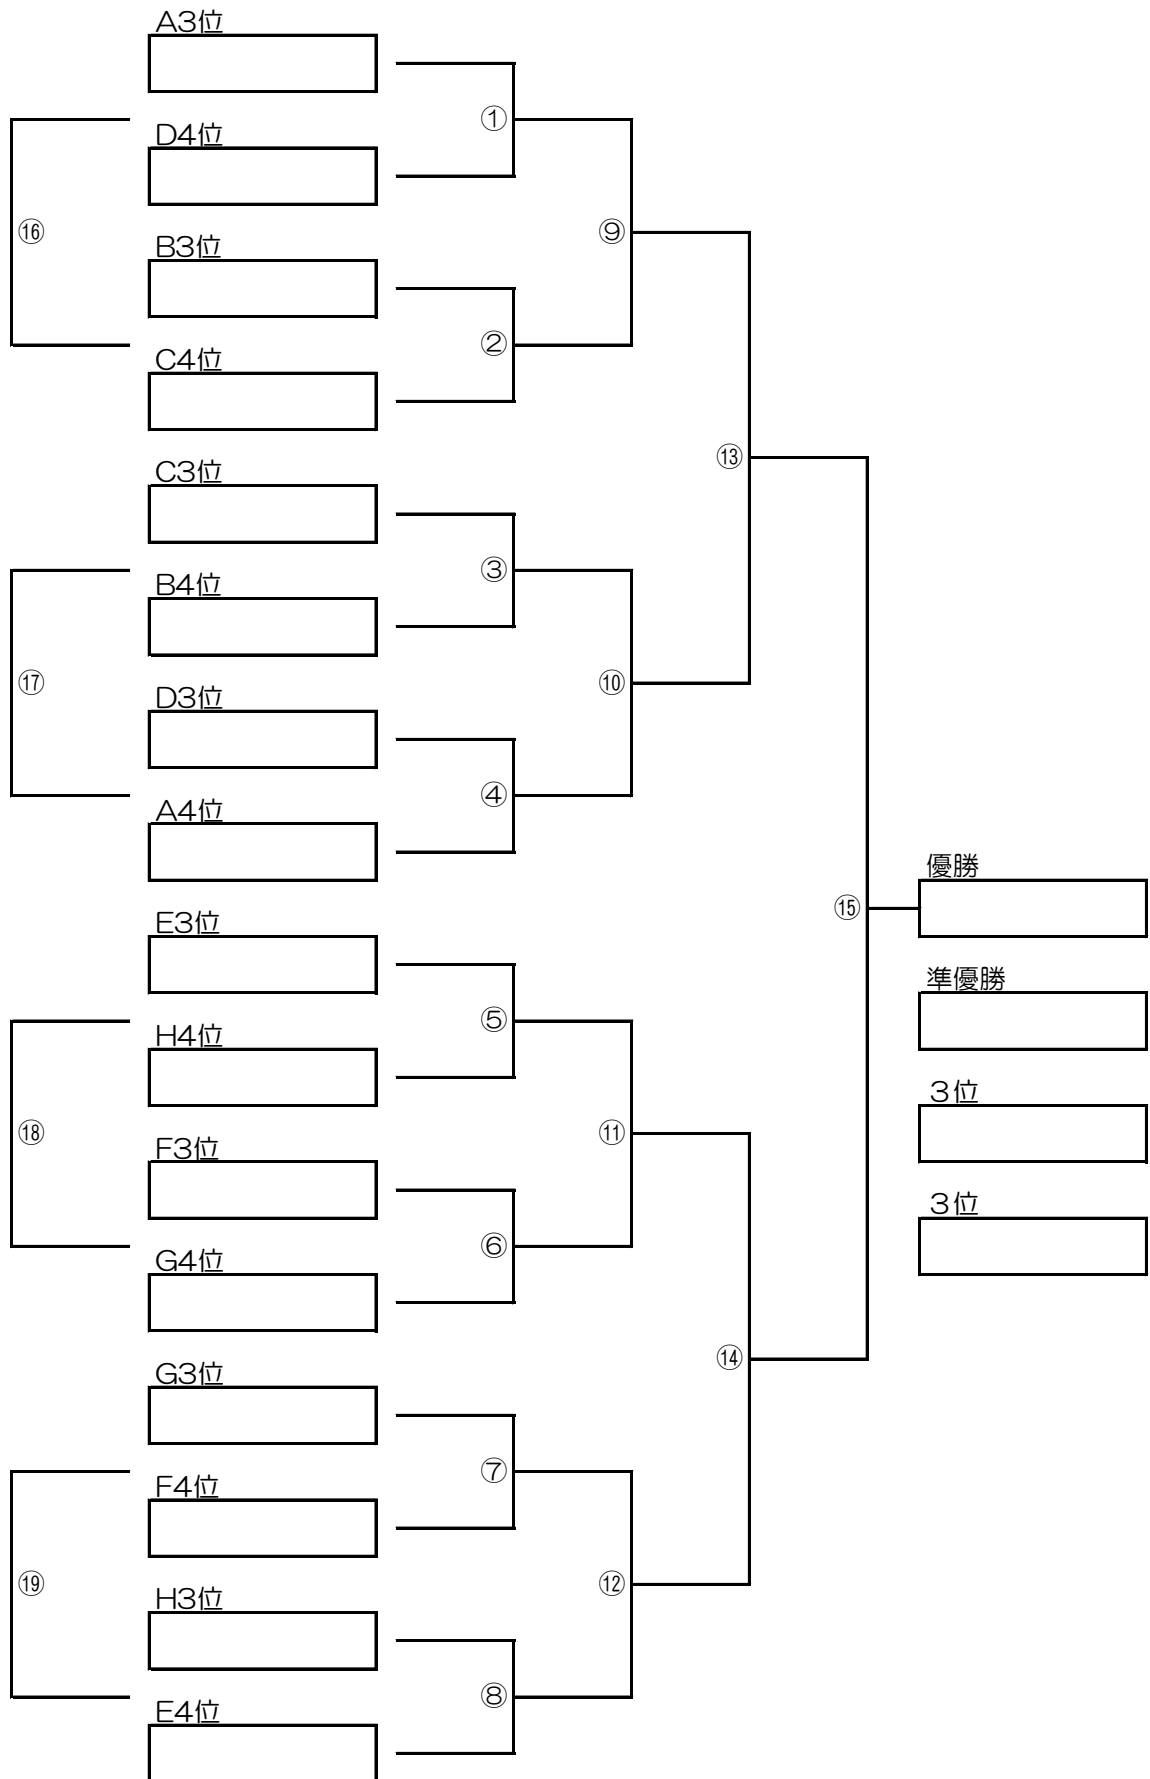 A3位
①
D4位
⑯
⑨
B3位
②
C4位
⑬
C3位
③
B4位
⑰
⑩
D3位
④
A4位
優勝
⑮
E3位
準優勝
⑤
H4位
3位
⑱
⑪
F3位
3位
⑥
G4位
⑭
G3位
⑦
F4位
⑲
⑫
H3位
⑧
E4位